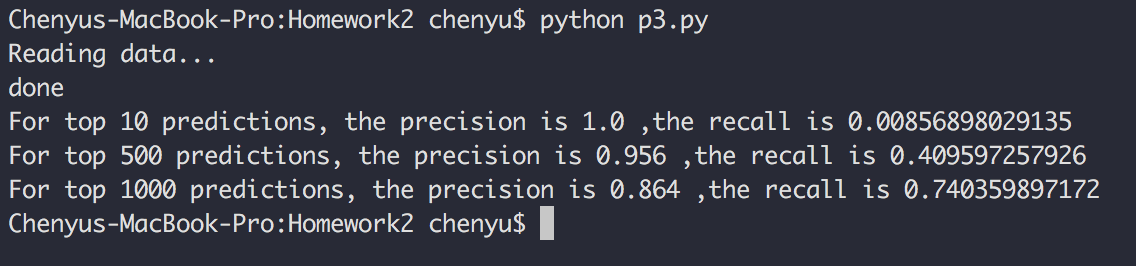 Chenyus-MacBook-Pro:Homework2 chenyu$ python p3.py
Reading data...
done
For top 10 predictions, the precision is 1.0 ,the recall is 0.00856898029135
For top 500 predictions, the precision is 0.956 ,the recall is 0.409597257926
For top 1000 predictions, the precision is 0.864 ,the recall is 0.740359897172
Chenyus-MacBook-Pro:Homework2 chenyu$